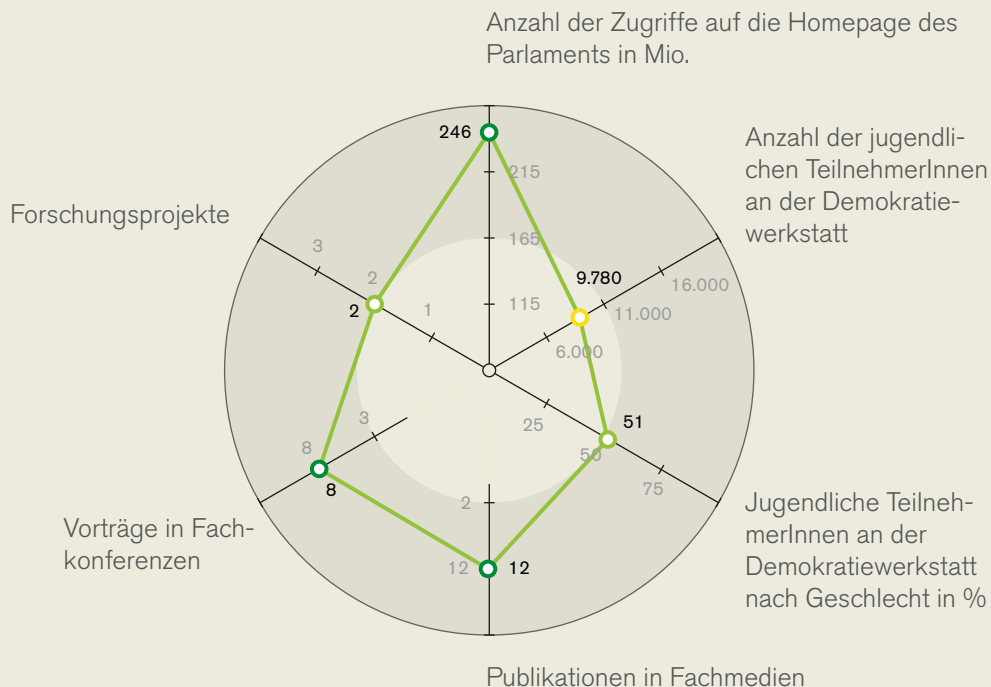 Anzahl der Zugriffe auf die Homepage des
Parlaments in Mio.
246
215
165
115
Anzahl der jugendli-
chen TeilnehmerInnen
an der Demokratie-
werkstatt
9.780
16.000
11.000
6.000
Forschungsprojekte
3
2
2
1
51
25
50
75
Jugendliche Teilneh-
merInnen an der
Demokratiewerkstatt
nach Geschlecht in %
3
8
8
Vorträge in Fach-
konferenzen
2
12
12
Publikationen in Fachmedien